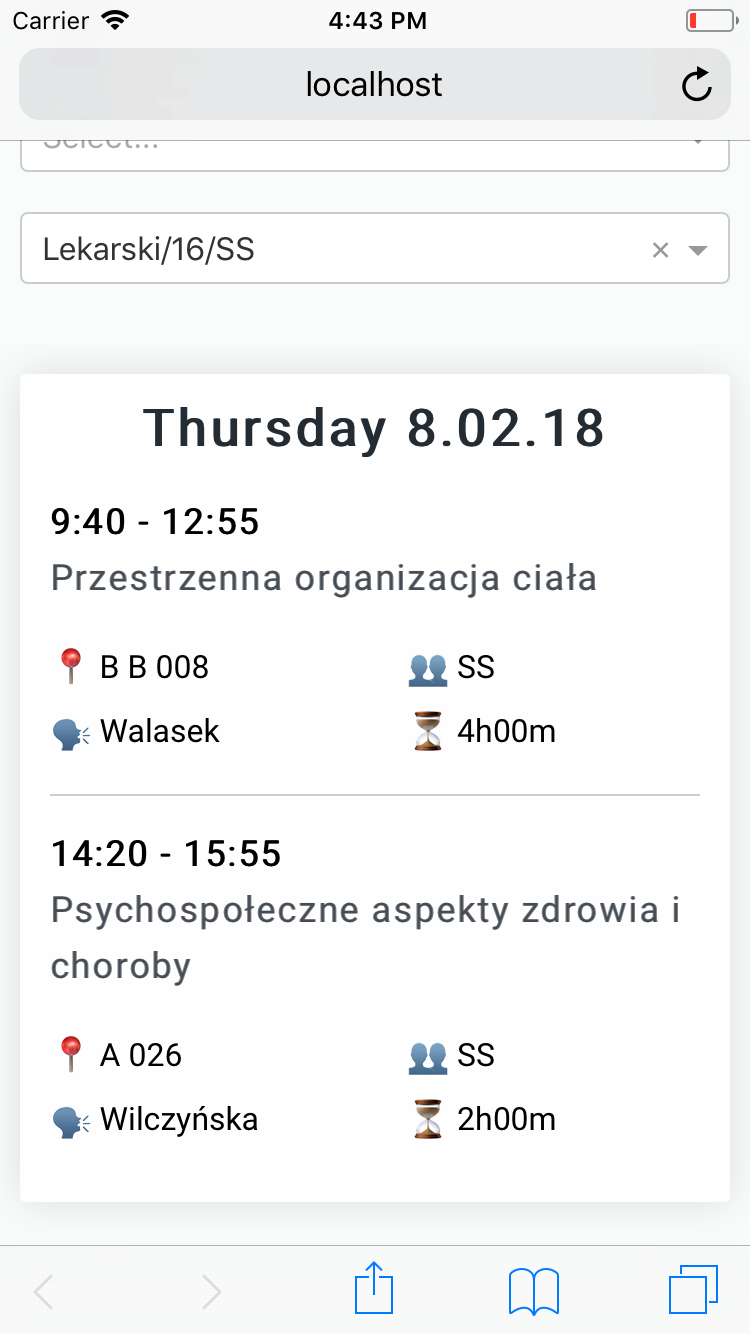 Carrier 4:43 PM
localhost
Select...
Lekarski/16/SS
Thursday 8.02.18
9:40 - 12:55
Przestrzenna organizacja ciała
B B 008 SS
Walasek 4h00m
14:20 - 15:55
Psychospołeczne aspekty zdrowia i
choroby
A 026 SS
Wilczyńska 2h00m